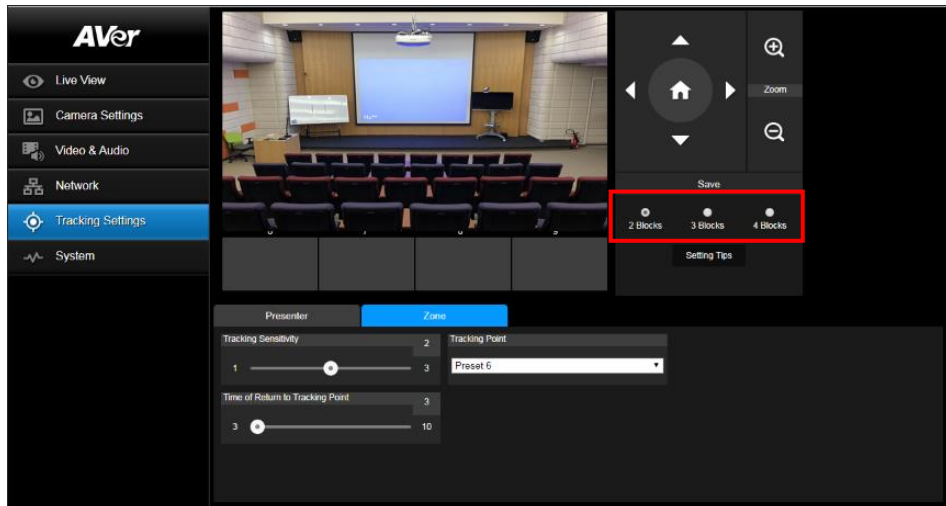 AVer
Live View
Camera Settings
Video & Audio
Network
Tracking Settings
System
Zoom
Save
2 Blocks
3 Blocks
4 Blocks
Setting Tips
Presenter
Zone
Tracking Sensitivity
2
1
3
Tracking Point
Preset 6
Time of Return to Tracking Point
3
3
10